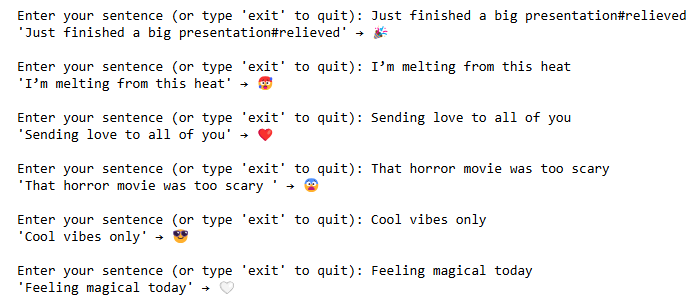 Enter your sentence (or type 'exit' to quit): Just finished a big presentation#relieved
'Just finished a big presentation#relieved' → 🎉
Enter your sentence (or type 'exit' to quit): I’m melting from this heat
'I’m melting from this heat' → 🥵
Enter your sentence (or type 'exit' to quit): Sending love to all of you
'Sending love to all of you' → ❤️
Enter your sentence (or type 'exit' to quit): That horror movie was too scary
'That horror movie was too scary ' → 😨
Enter your sentence (or type 'exit' to quit): Cool vibes only
'Cool vibes only' → 😎
Enter your sentence (or type 'exit' to quit): Feeling magical today
'Feeling magical today' → 🤍